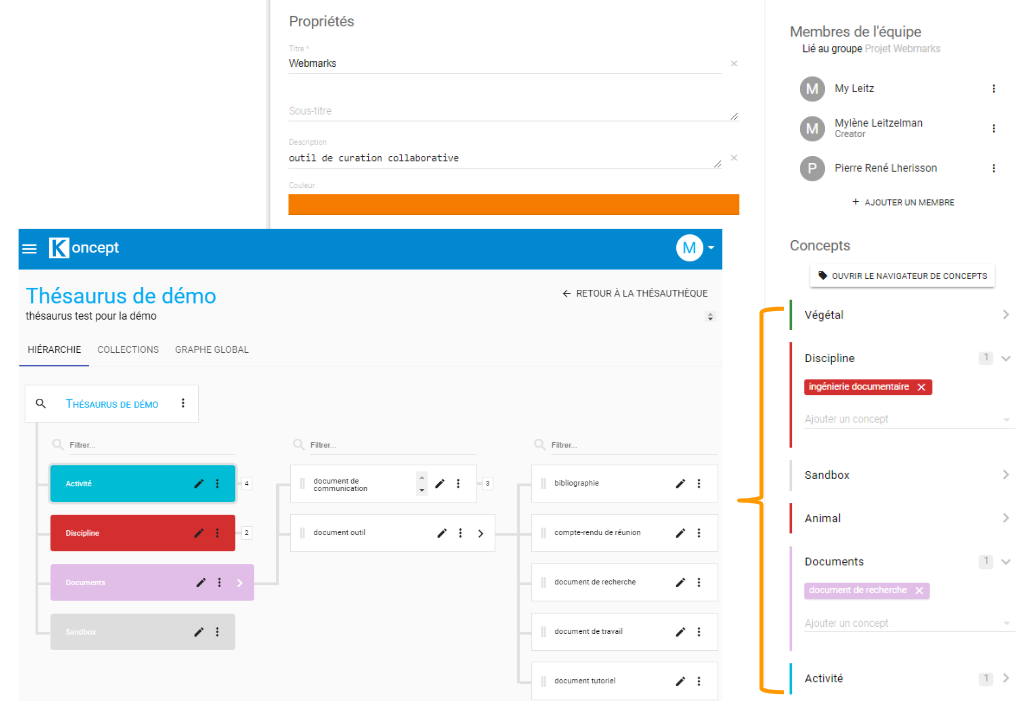 Propriétés
Titre *
Webmarks
Sous-titre
Description
outil de curation collaborative
Couleur
Membres de l'équipe
Lié au groupe Projet Webmarks
M My Leitz
M Mylène Leitzelman
Creator
P Pierre René Lherisson
+ AJOUTER UN MEMBRE
Concepts
OUVRIR LE NAVIGATEUR DE CONCEPTS
Végétal
Discipline 1
ingénierie documentaire
Ajouter un concept
Sandbox
Animal
Documents 1
document de recherche
Ajouter un concept
Activité 1
Koncept M
Thésaurus de démo
thésaurus test pour la démo
RETOUR À LA THÉSAUTHÈQUE
HIÉRARCHIE COLLECTIONS GRAPHE GLOBAL
THÉSAURUS DE DÉMO
Filtrer...
Activité 4
Discipline 2
Documents
Sandbox
Filtrer...
document de
communication 3
document outil
Filtrer...
bibliographie
compte-rendu de réunion
document de recherche
document de travail
document tutoriel